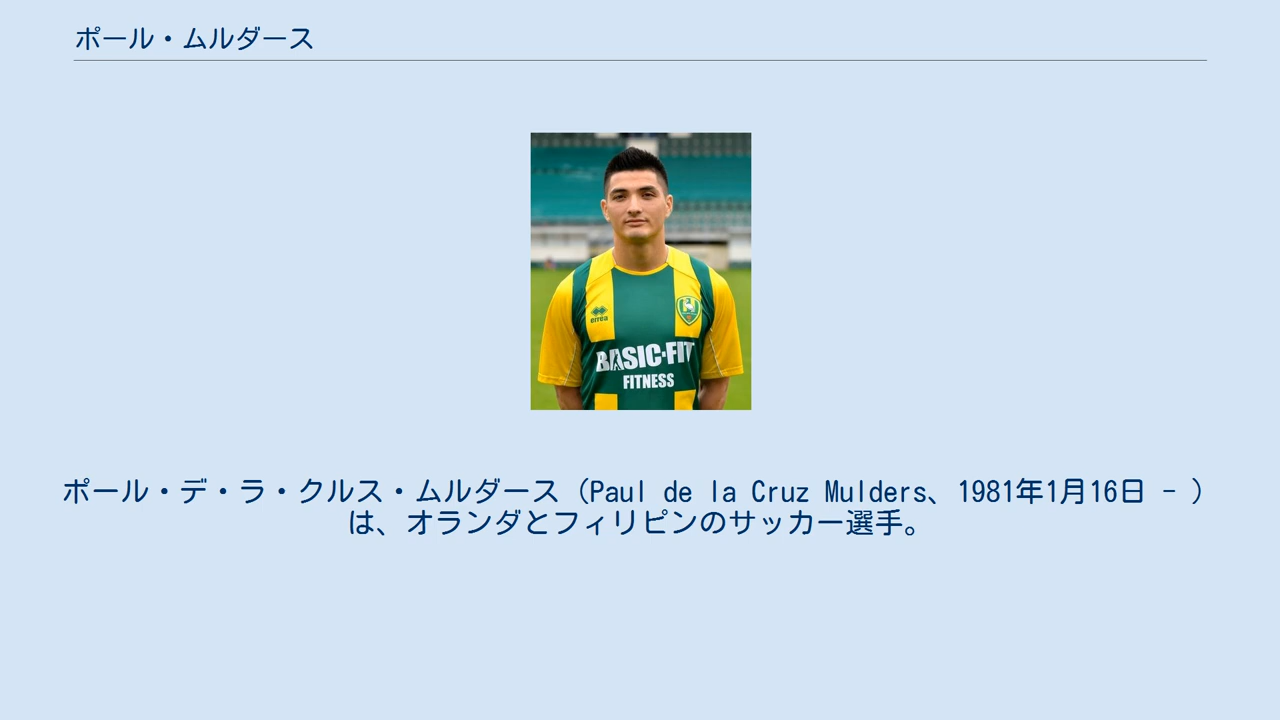 ポール・ムルダース
errea
BASIC-FIT
FITNESS
ポール・デ・ラ・クルス・ムルダース（Paul de la Cruz Mulders、1981年1月16日 - ）
は、オランダとフィリピンのサッカー選手。